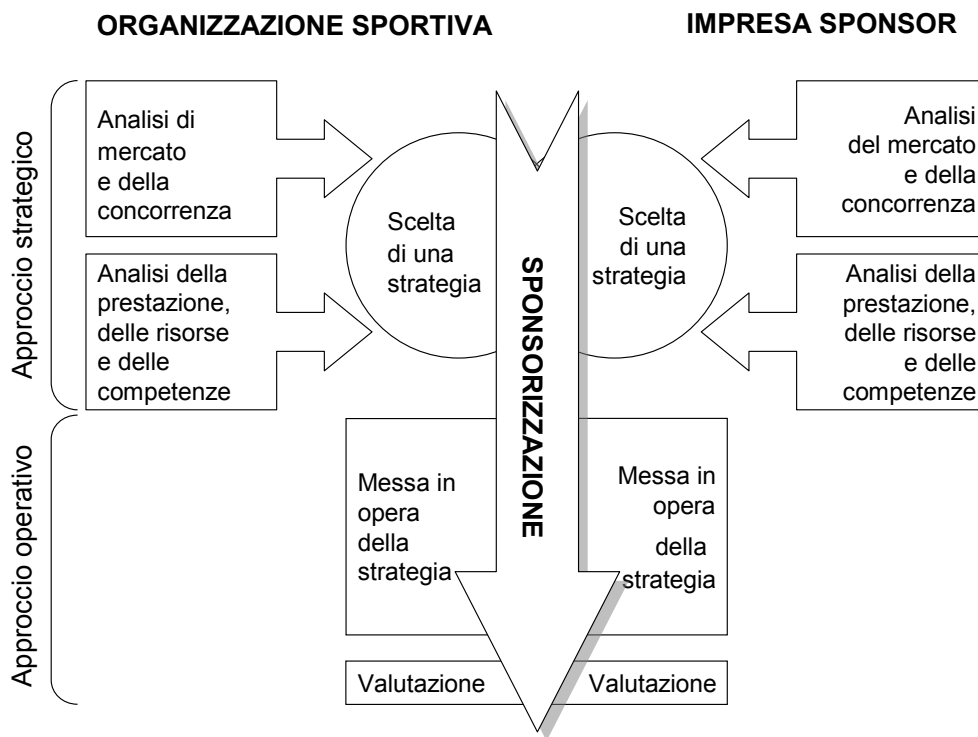 ORGANIZZAZIONE SPORTIVA
IMPRESA SPONSOR
Approccio strategico
Analisi di
mercato
e della
concorrenza
Analisi della
prestazione,
delle risorse
e delle
competenze
Scelta
di una
strategia
SPONSORIZZAZIONE
Scelta
di una
strategia
Analisi
del mercato
e della
concorrenza
Analisi della
prestazione,
delle risorse
e delle
competenze
Approccio operativo
Messa in
opera
della
strategia
Messa in
opera
della
strategia
Valutazione
Valutazione